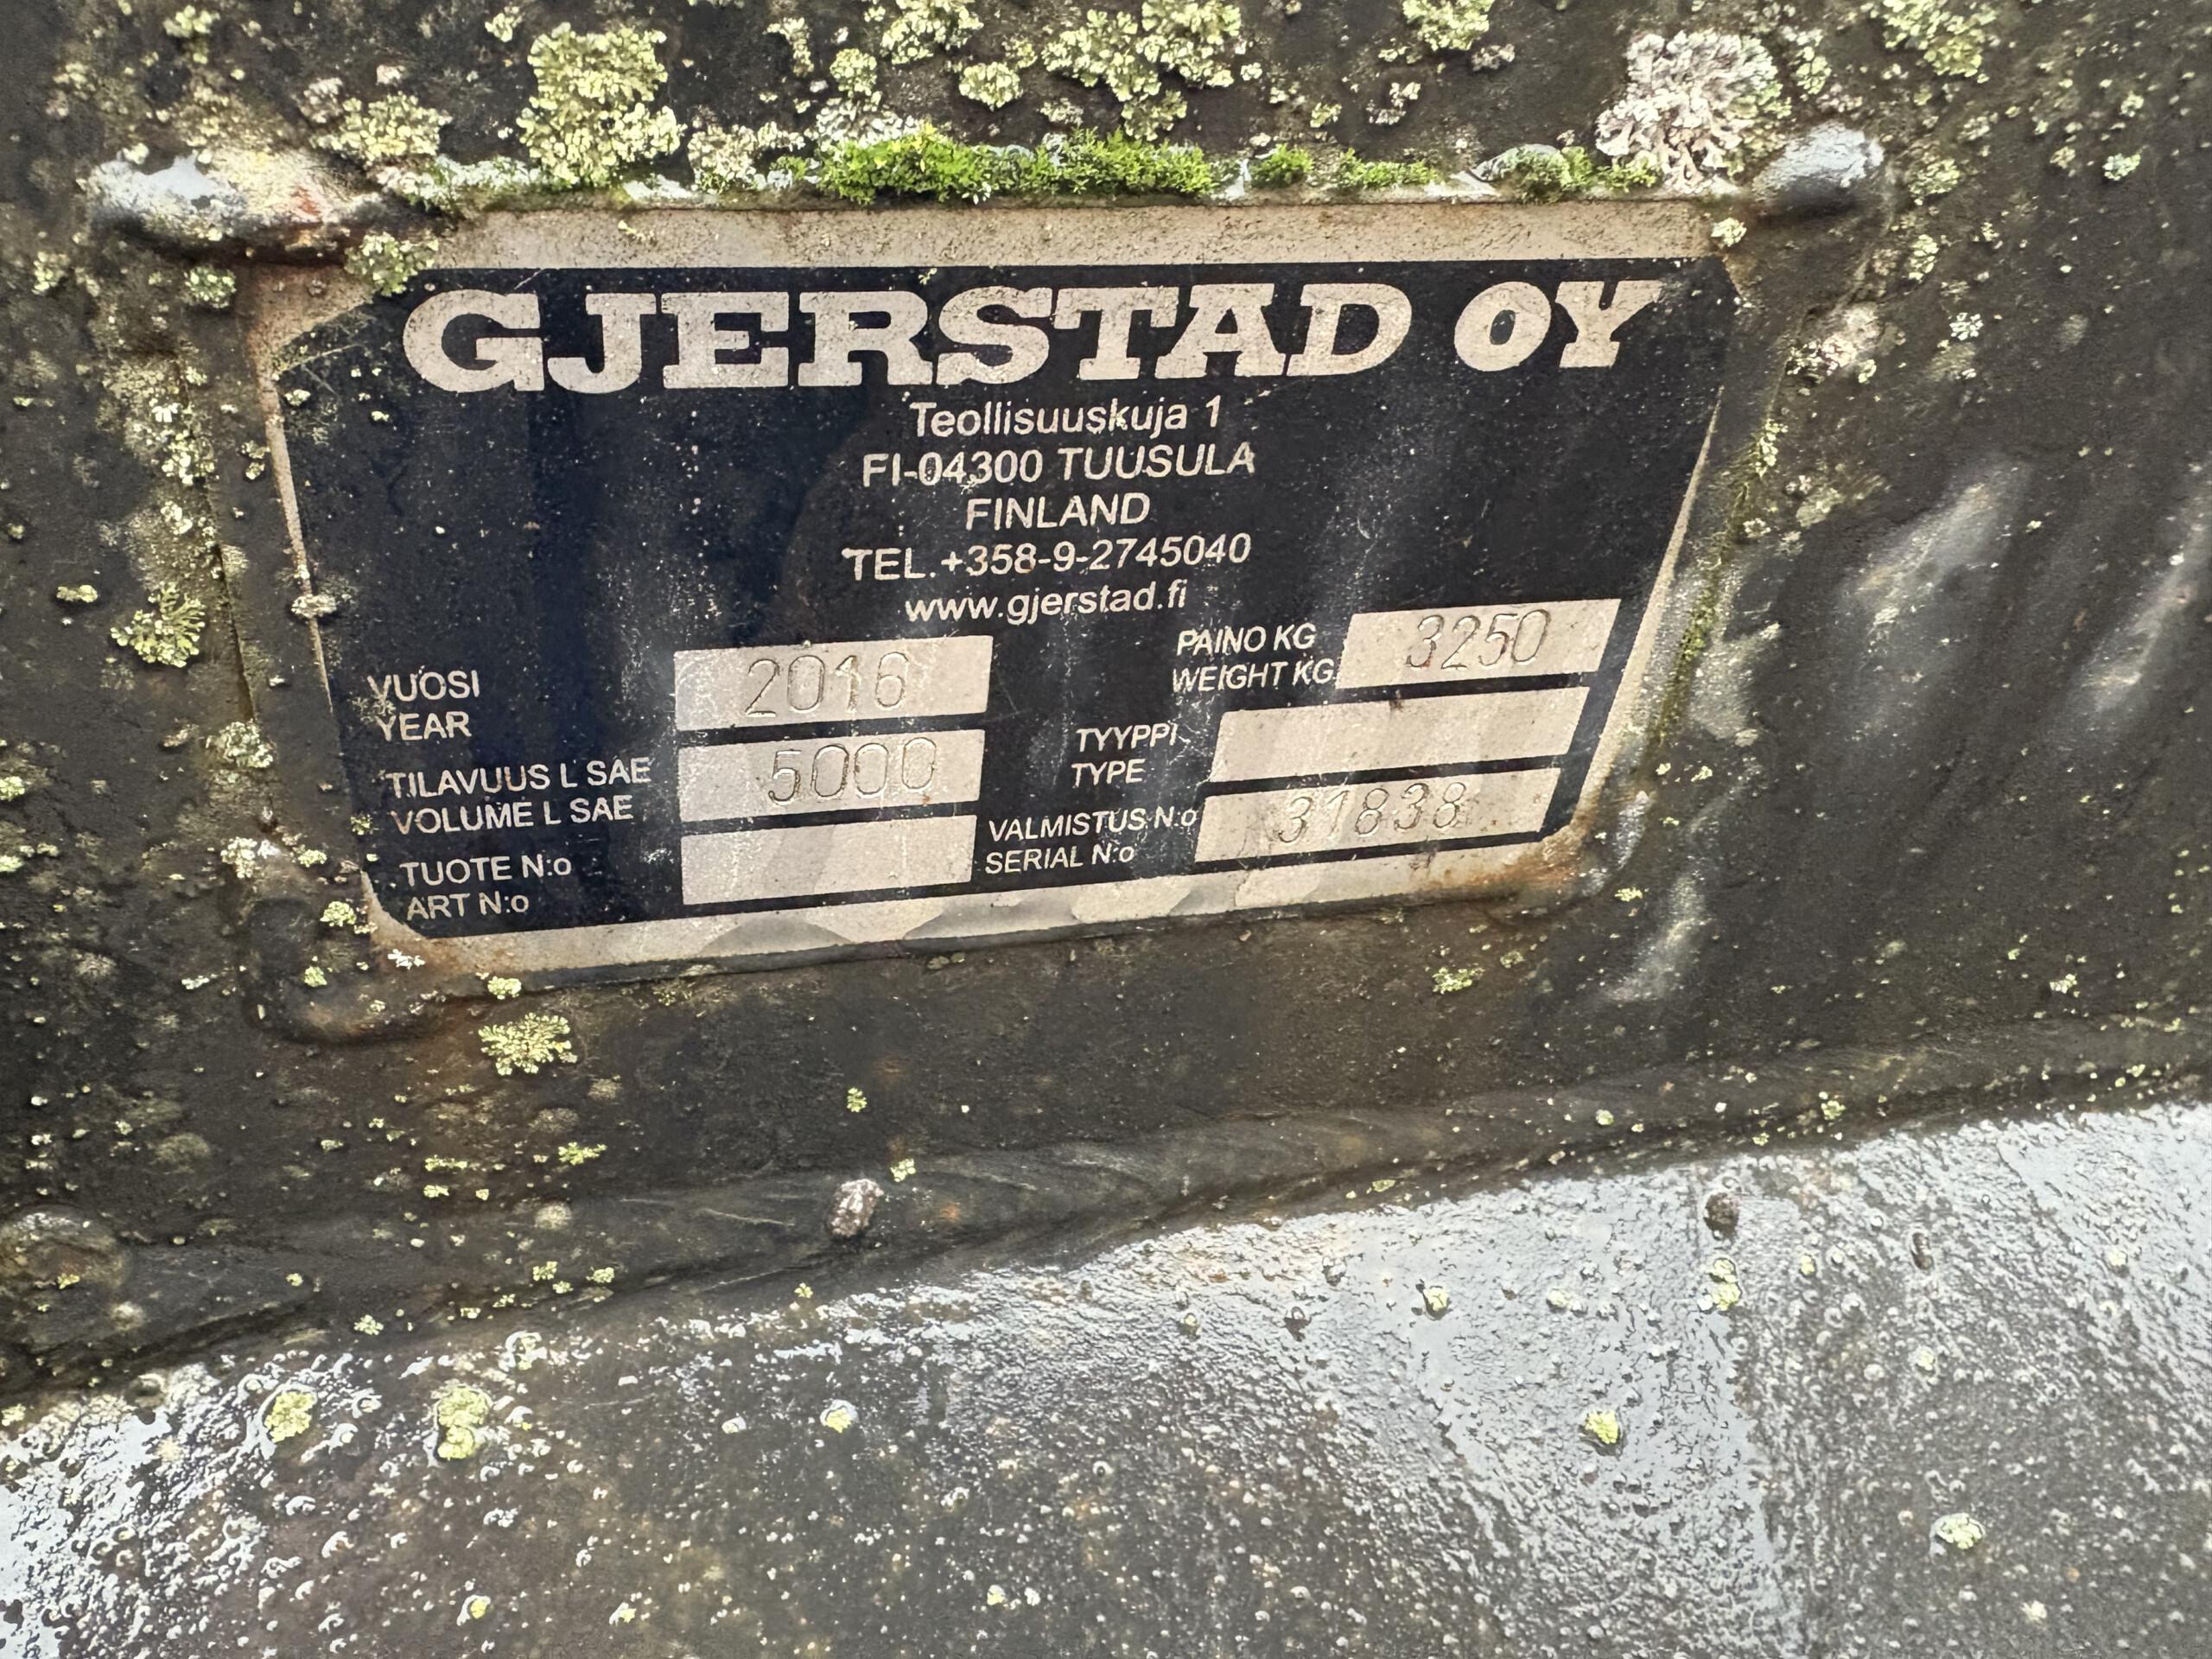 GJERSTAD OY
Teollisuuskuja 1
FI-04300 TUUSULA
FINLAND
TEL.+358-9-2745040
www.gjerstad.fi
VUOSI
YEAR
2016
PAINO KG
WEIGHT KG
3250
TILAVUUS L SAE
VOLUME L SAE
5000
TYYPPI
TYPE
TUOTE N:o
ART N:o
VALMISTUS N:o
SERIAL N:o
31838